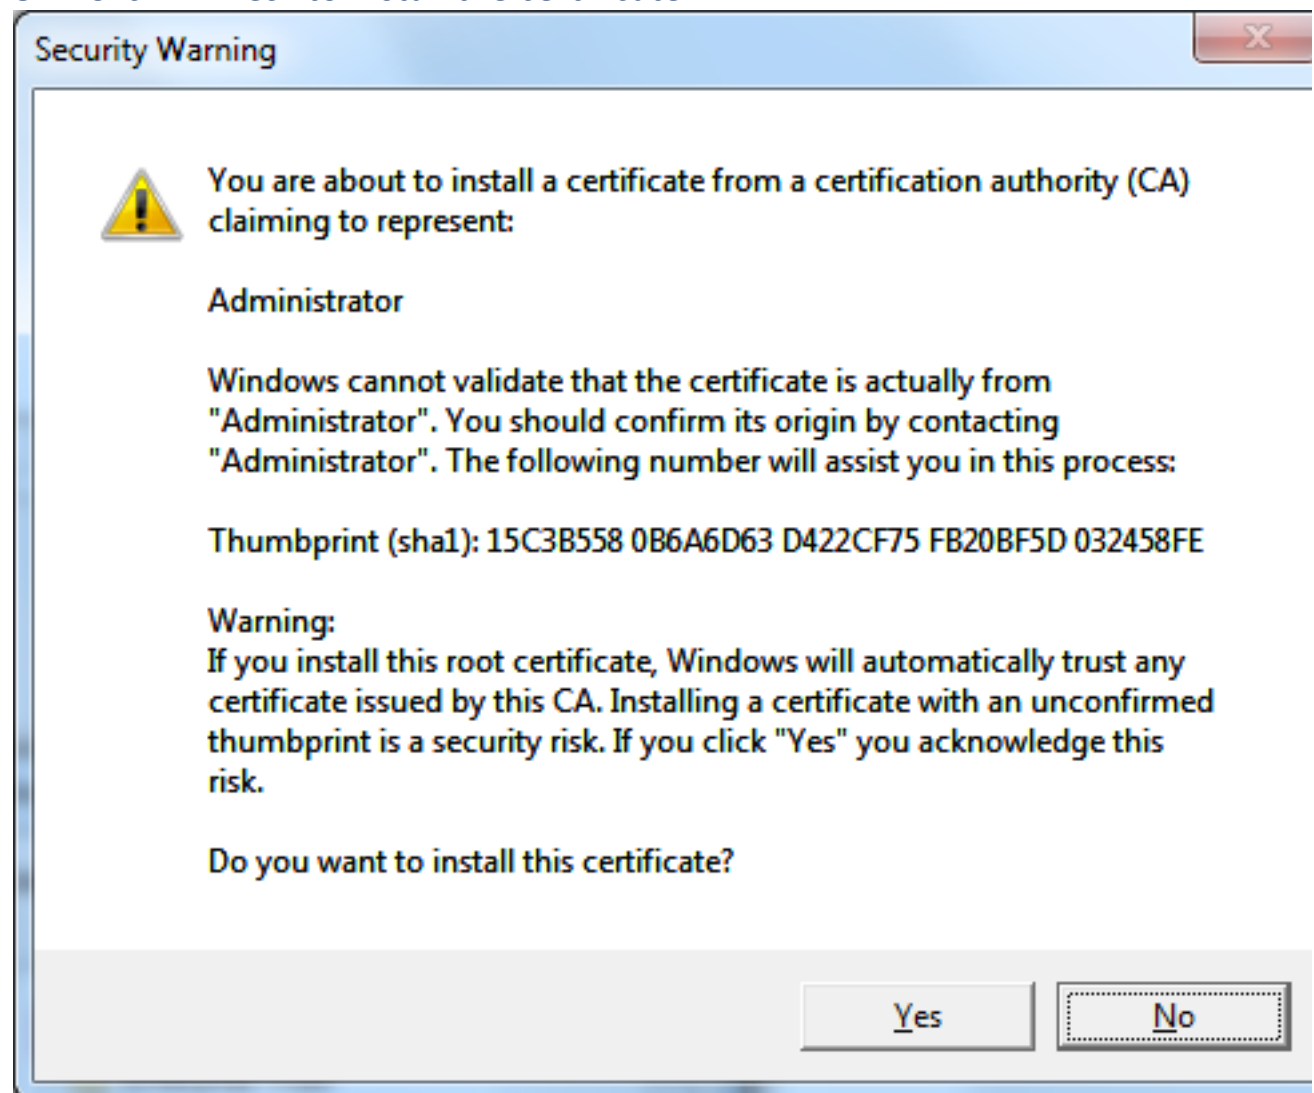 Security Warning
You are about to install a certificate from a certification authority (CA)
claiming to represent:
Administrator
Windows cannot validate that the certificate is actually from
"Administrator". You should confirm its origin by contacting
"Administrator". The following number will assist you in this process:
Thumbprint (sha1): 15C3B558 0B6A6D63 D422CF75 FB20BF5D 032458FE
Warning:
If you install this root certificate, Windows will automatically trust any
certificate issued by this CA. Installing a certificate with an unconfirmed
thumbprint is a security risk. If you click "Yes" you acknowledge this
risk.
Do you want to install this certificate?
Yes No